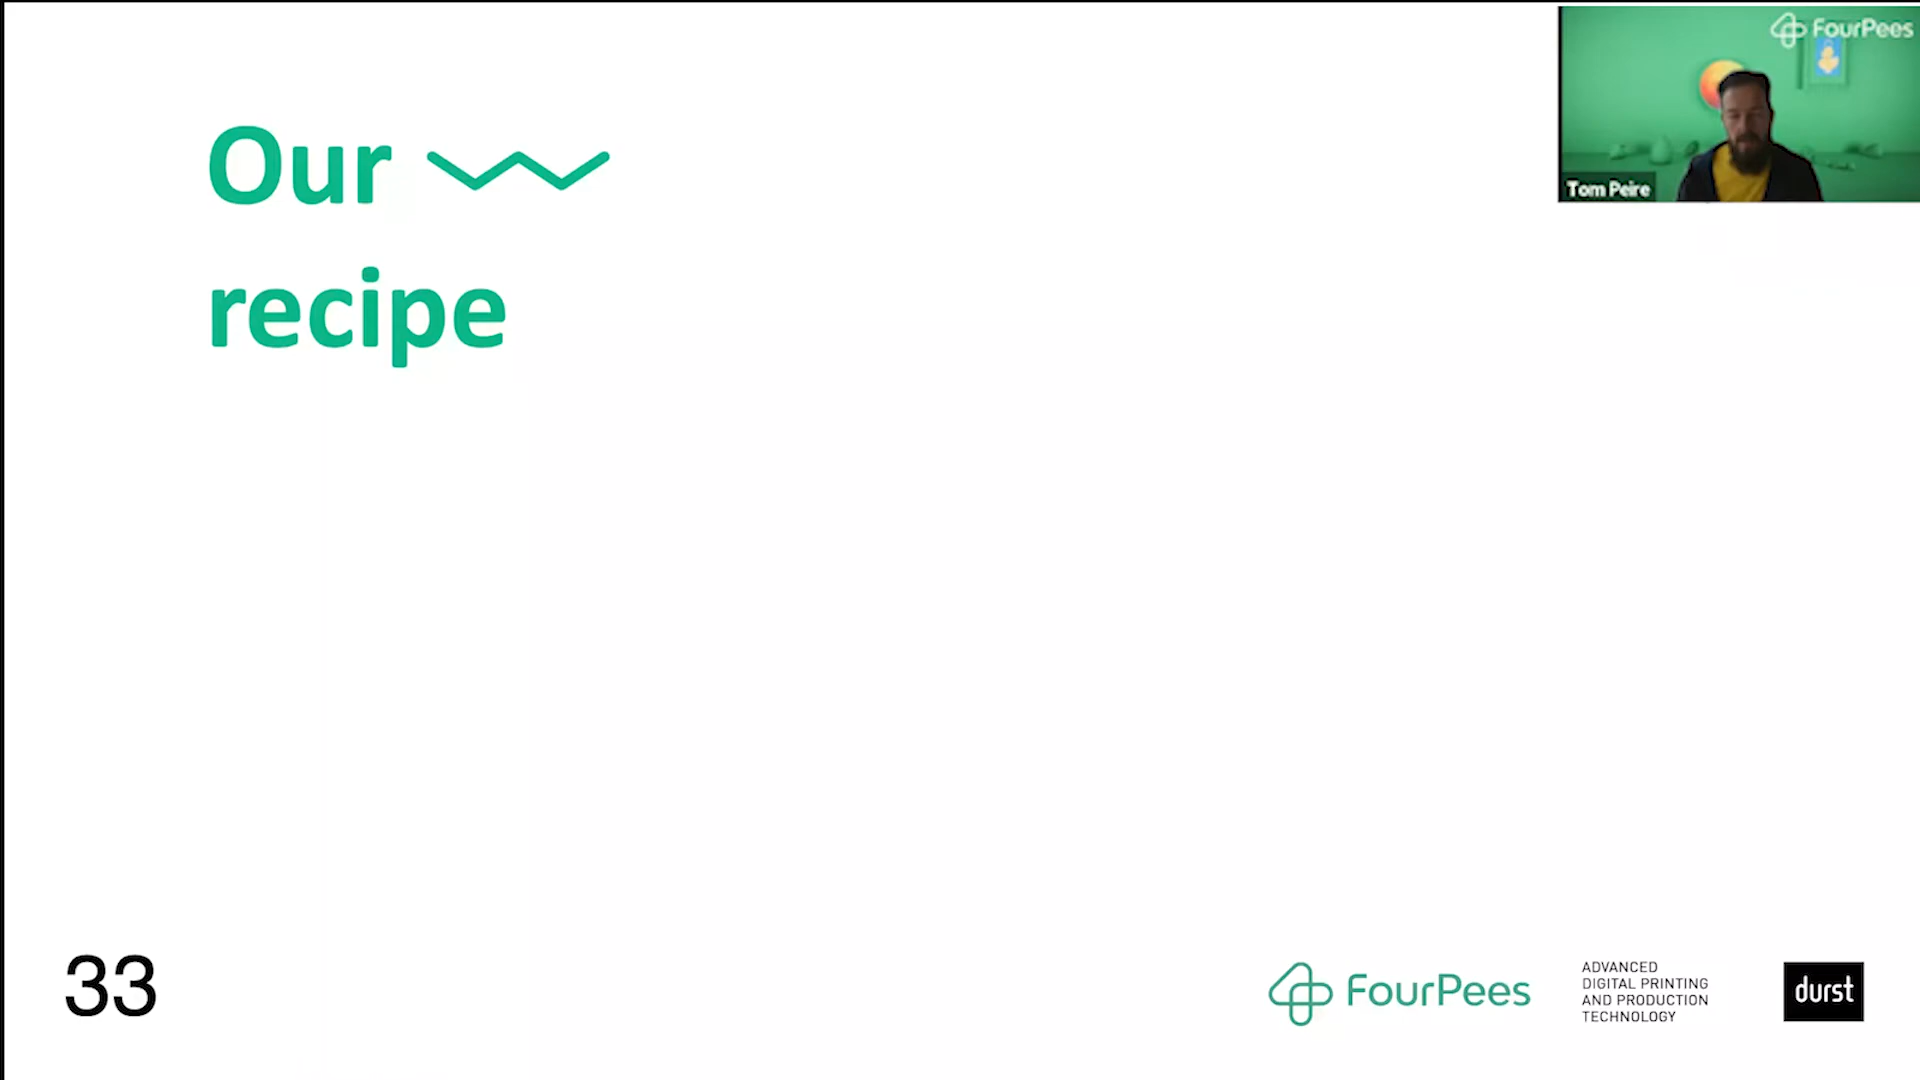 FourPees
Our
recipe
Tom Peire
33
FourPees
ADVANCED
DIGITAL PRINTING
AND PRODUCTION
TECHNOLOGY
durst